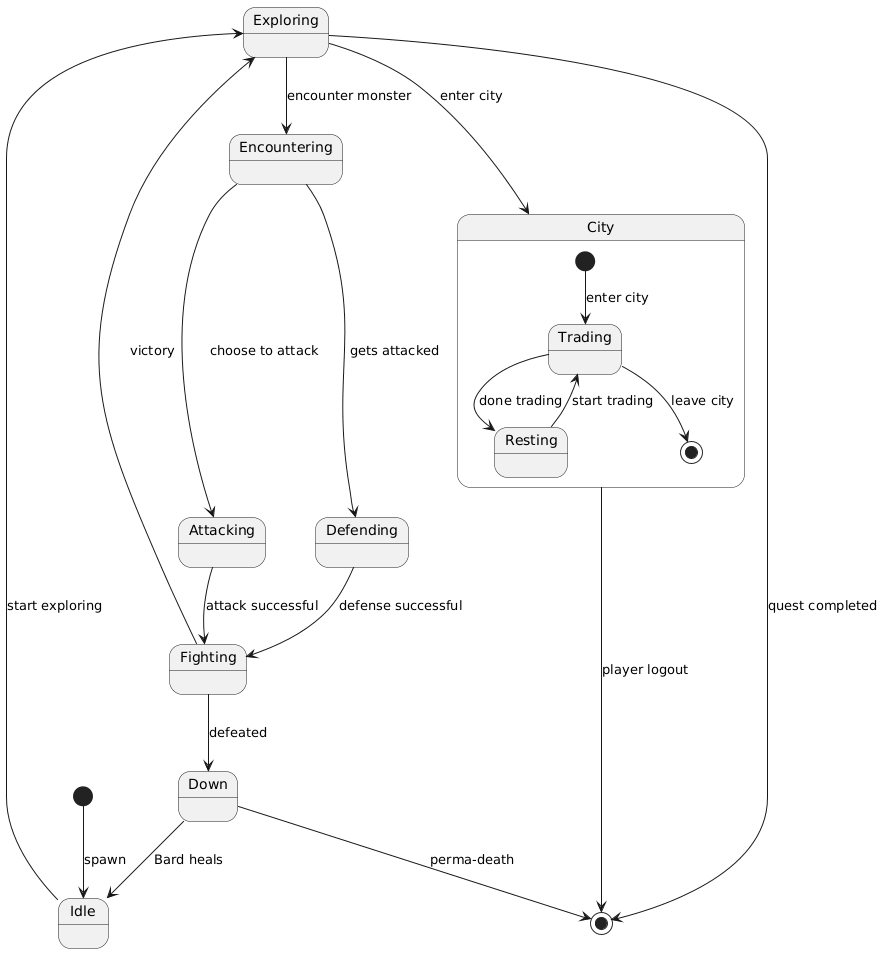 Exploring
encounter monster
enter city
Encountering
City
enter city
Trading
victory
choose to attack
gets attacked
done trading
start trading
leave city
Resting
Attacking
Defending
start exploring
attack successful
defense successful
quest completed
Fighting
player logout
defeated
Down
spawn
Bard heals
perma-death
Idle